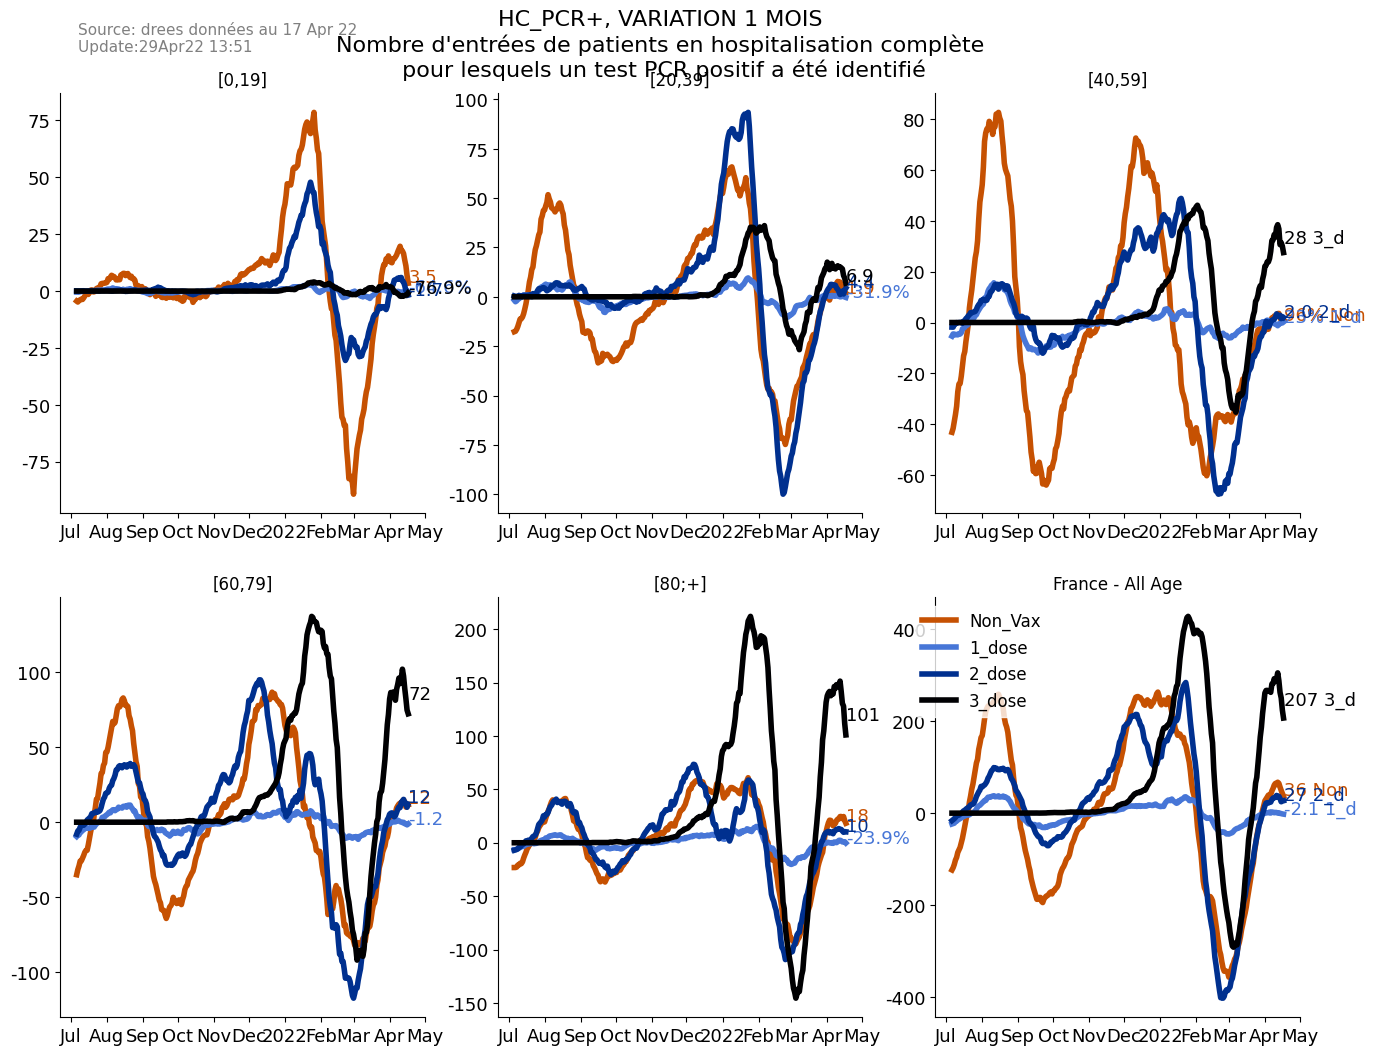 HC_PCR+, VARIATION 1 MOIS
Source: drees données au 17 Apr 22
Update:29Apr22 13:51
Nombre d'entrées de patients en hospitalisation complète
pour lesquels un test PCR positif a été identifié
[0,19]
[20,39]
[40,59]
75
50
25
0
-25
-50
-75
3.5
-76.9%
Jul Aug Sep Oct Nov Dec 2022 Feb Mar Apr May
100
75
50
25
0
-25
-50
-75
-100
6.9
-31.9%
Jul Aug Sep Oct Nov Dec 2022 Feb Mar Apr May
80
60
40
20
0
-20
-40
-60
28 3_d
2.0 2_d
Jul Aug Sep Oct Nov Dec 2022 Feb Mar Apr May
[60,79]
[80;+]
France - All Age
100
50
0
-50
-100
72
12
-1.2
Jul Aug Sep Oct Nov Dec 2022 Feb Mar Apr May
200
150
100
50
0
-50
-100
-150
101
18
10
-23.9%
Jul Aug Sep Oct Nov Dec 2022 Feb Mar Apr May
400
200
0
-200
-400
Non_Vax
1_dose
2_dose
3_dose
207 3_d
36 Non
27 2_d
-2.1 1_d
Jul Aug Sep Oct Nov Dec 2022 Feb Mar Apr May